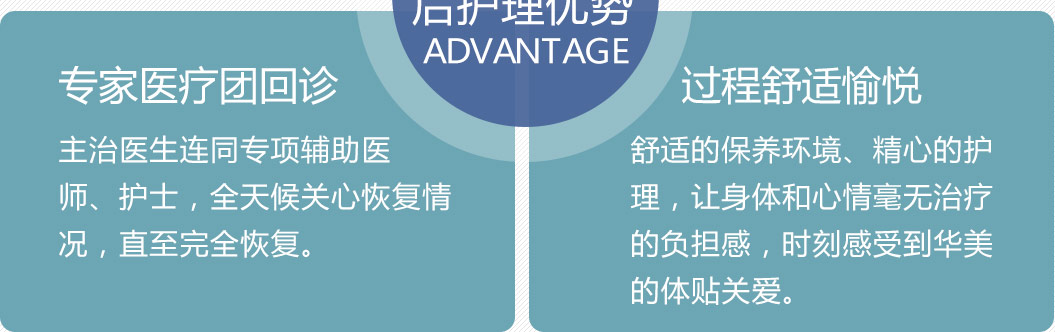 后护理优势
ADVANTAGE
专家医疗团回诊
主治医生连同专项辅助医
师、护士，全天候关心恢复情
况，直至完全恢复。
过程舒适愉悦
舒适的保养环境、精心的护
理，让身体和心情毫无治疗
的负担感，时刻感受到华美
的体贴关爱。